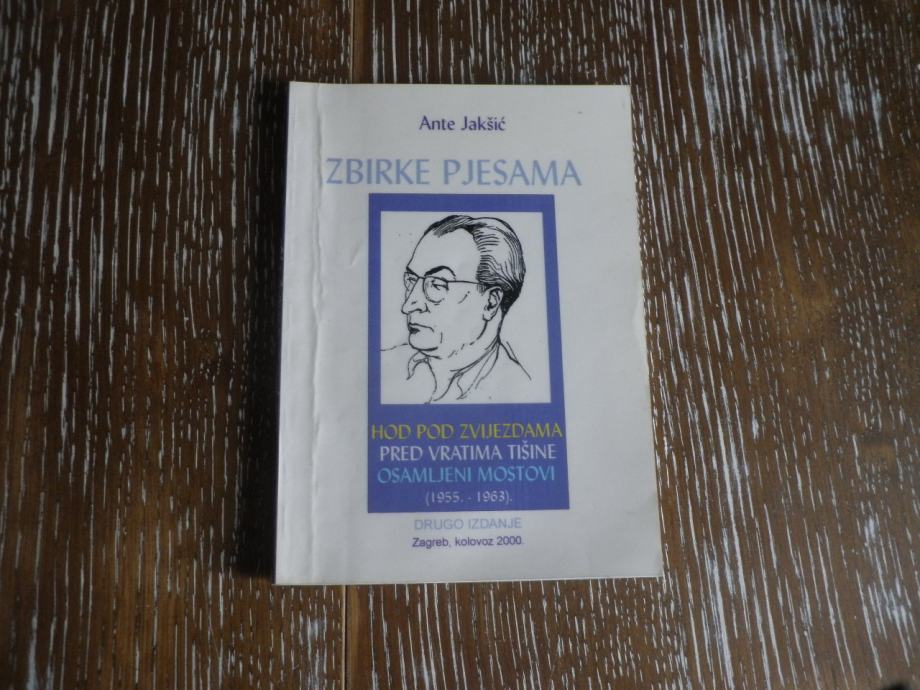 Ante Jakšić
ZBIRKE PJESAMA
HOD POD ZVIJEZDAMA
PRED VRATIMA TIŠINE
OSAMLJENI MOSTOVI
(1955. - 1963).
DRUGO IZDANJE
Zagreb, kolovoz 2000.